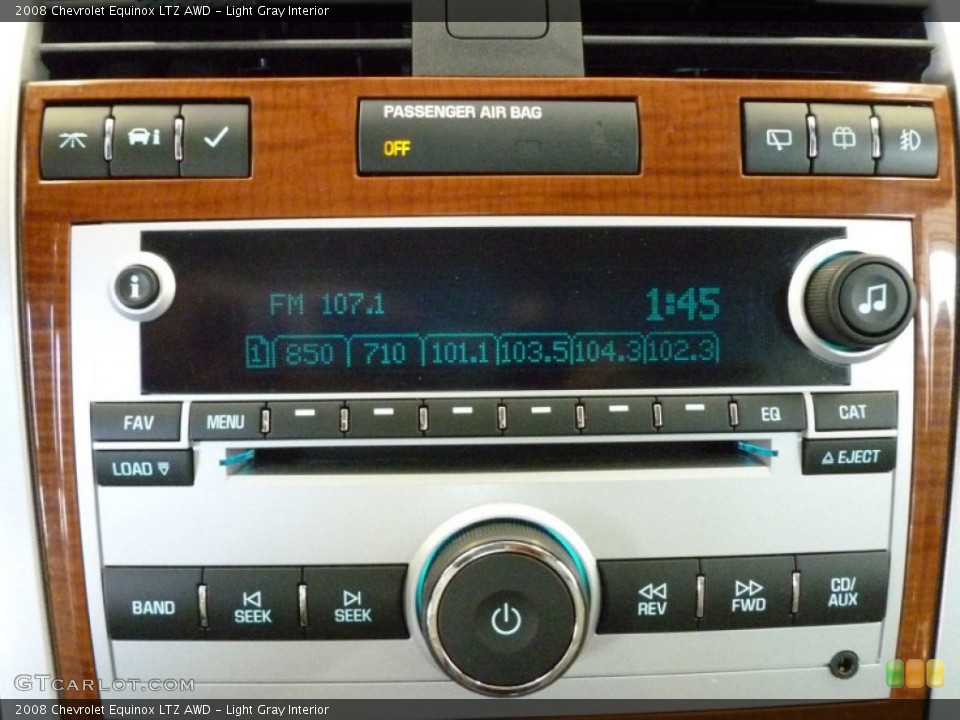 2008 Chevrolet Equinox LTZ AWD - Light Gray Interior
PASSENGER AIR BAG
OFF
i
i
FM 107.1 1:45
1 850 710 101.1 103.5 104.3 102.3
FAV MENU EQ CAT
LOAD EJECT
BAND SEEK SEEK REV FWD CD/
AUX
GTCARLOT.COM
2008 Chevrolet Equinox LTZ AWD - Light Gray Interior